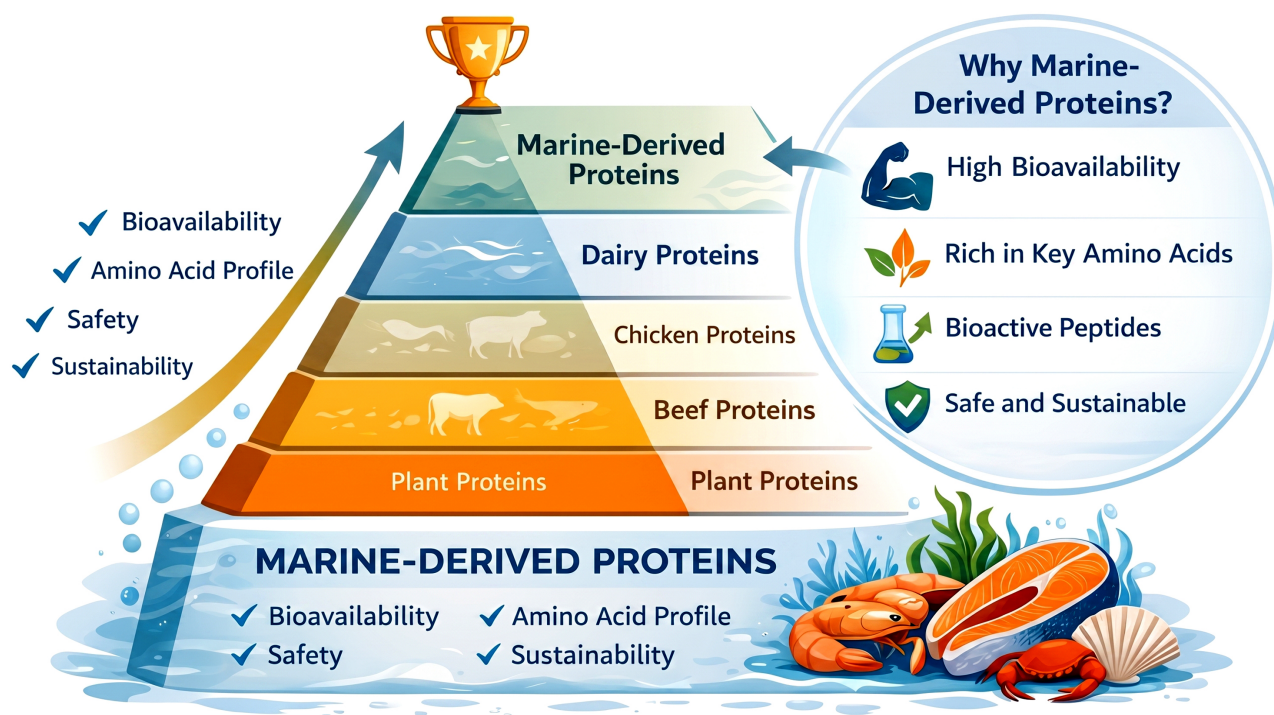 Why Marine-
Derived Proteins?
High Bioavailability
Rich in Key Amino Acids
Bioactive Peptides
Safe and Sustainable
Bioavailability
Amino Acid Profile
Safety
Sustainability
Marine-Derived
Proteins
Dairy Proteins
Chicken Proteins
Beef Proteins
Plant Proteins
Plant Proteins
MARINE-DERIVED PROTEINS
Bioavailability
Amino Acid Profile
Safety
Sustainability